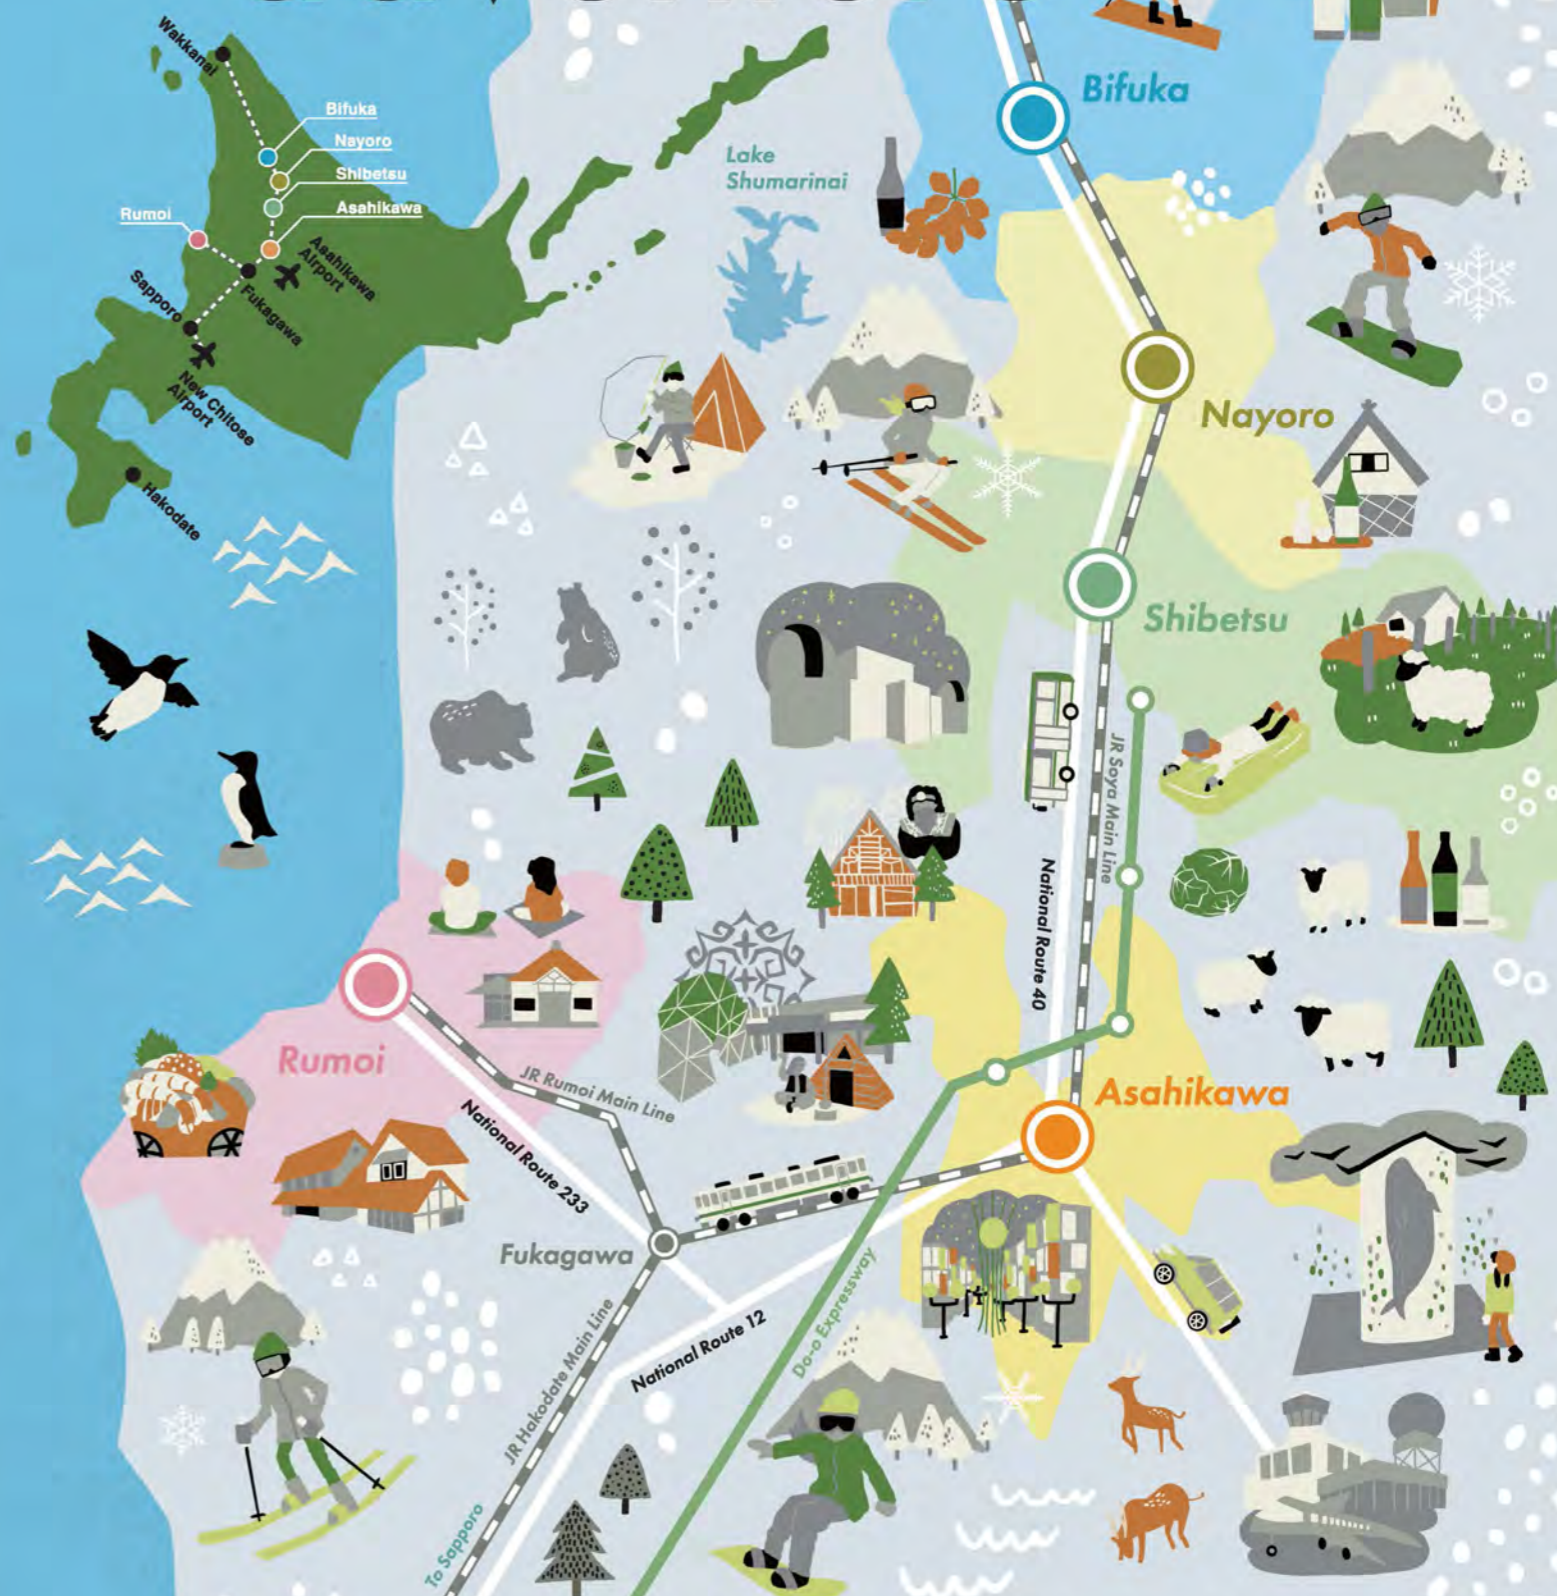 Wakkanai
Bifuka
Nayoro
Shibetsu
Asahikawa
Rumoi
Asahikawa
Airport
Fukagawa
Sapporo
New Chitose
Airport
Hakodate
Bifuka
Lake
Shumarinai
Nayoro
Shibetsu
JR Soya Main Line
National Route 40
Rumoi
JR Rumoi Main Line
National Route 233
Asahikawa
Fukagawa
Do-o Expressway
National Route 12
JR Hakodate Main Line
To Sapporo